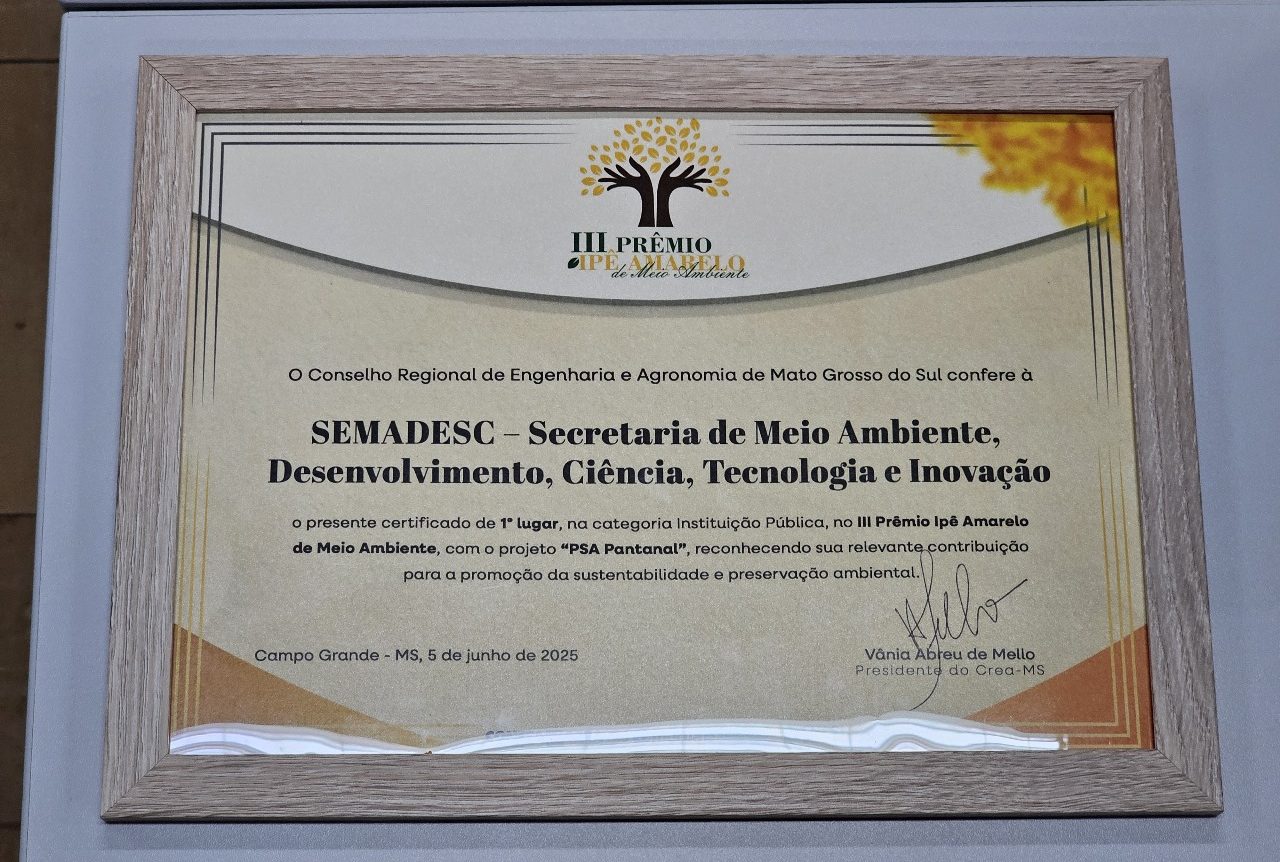 III PRÊMIO
IPÊ AMARELO
de Meio Ambiente
O Conselho Regional de Engenharia e Agronomia de Mato Grosso do Sul confere à
SEMADESC – Secretaria de Meio Ambiente,
Desenvolvimento, Ciência, Tecnologia e Inovação
o presente certificado de 1° lugar, na categoria Instituição Pública, no III Prêmio Ipê Amarelo
de Meio Ambiente, com o projeto “PSA Pantanal”, reconhecendo sua relevante contribuição
para a promoção da sustentabilidade e preservação ambiental.
Campo Grande - MS, 5 de junho de 2025
Vânia Abreu de Mello
Presidente do Crea-MS